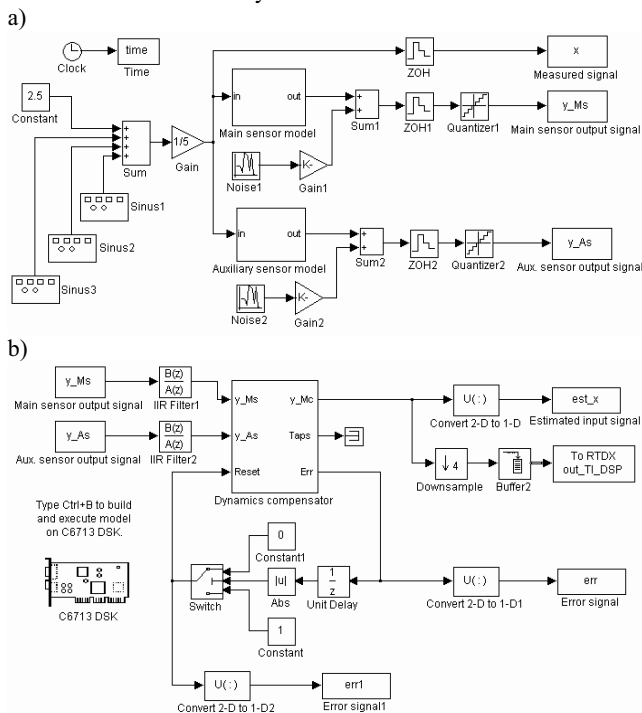 a)
time
Clock
Time
2.5
Constant
+
+
+
+
Sum
1/5
Gain
Sinus1
Sinus2
Sinus3
ZOH
x
Measured signal
in
out
Main sensor model
+
+
Sum1
ZOH1
Quantizer1
y_Ms
Main sensor output signal
Noise1
K-
Gain1
in
out
Auxiliary sensor model
+
+
Sum2
ZOH2
Quantizer2
y_As
Aux. sensor output signal
Noise2
K-
Gain2
b)
y_Ms
Main sensor output signal
B(z)
A(z)
IIR Filter1
y_As
Aux. sensor output signal
B(z)
A(z)
IIR Filter2
y_Ms
y_Mc
y_As
Taps
Reset
Err
Dynamics compensator
U( : )
Convert 2-D to 1-D
est_x
Estimated input signal
4
Downsample
Buffer2
To RTDX
out_TI_DSP
Type Ctrl+B to build
and execute model
on C6713 DSK.
C6713 DSK
0
Constant1
Switch
|u|
Abs
1
z
Unit Delay
1
Constant
U( : )
Convert 2-D to 1-D1
err
Error signal
U( : )
Convert 2-D to 1-D2
err1
Error signal1